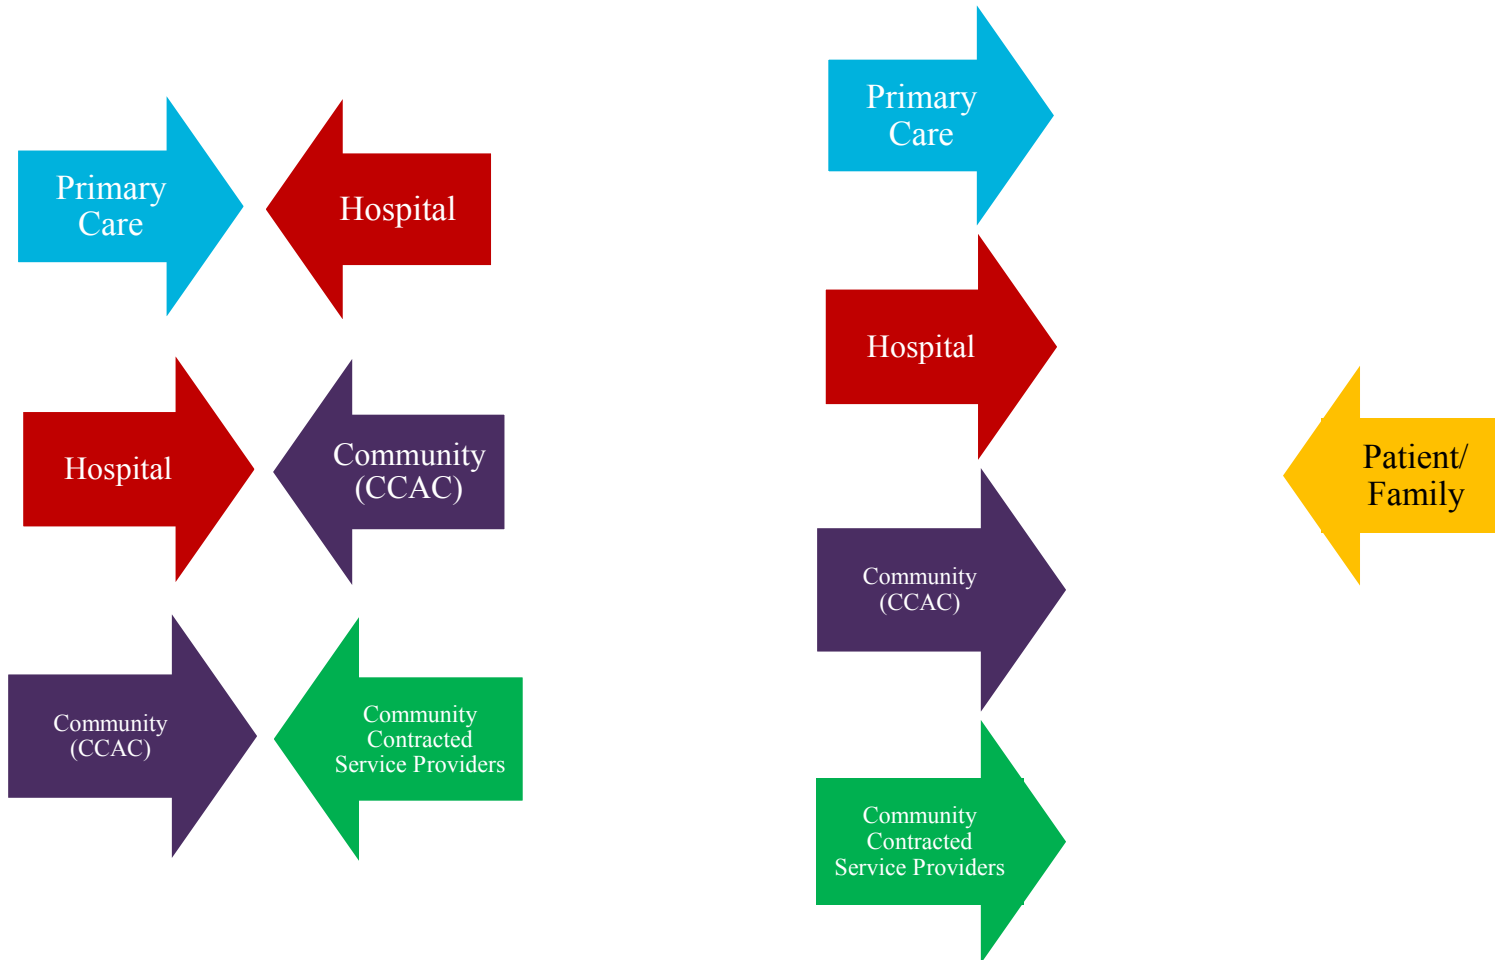 Primary
Care
Hospital
Hospital
Community
(CCAC)
Community
(CCAC)
Community
Contracted
Service Providers
Primary
Care
Hospital
Community
(CCAC)
Community
Contracted
Service Providers
Patient/
Family